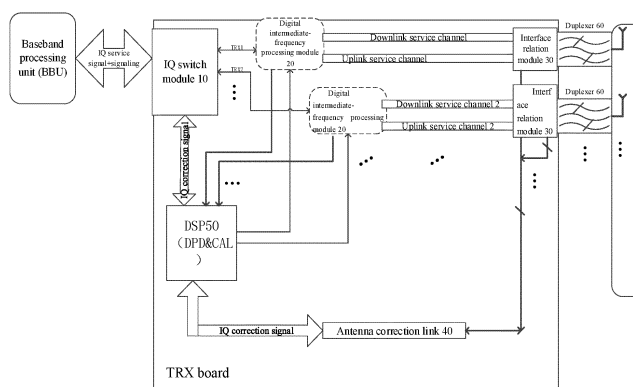 Baseband
processing
unit (BBU)
IQ service
signal+signaling
IQ switch
module 10
TRX1
TRX2
Digital
intermediate-
frequency
processing module
20
Downlink service channel
Uplink service channel
Interface
relation
module 30
Duplexer 60
Digital
intermediate-
frequency processing
module 20
Downlink service channel 2
Uplink service channel 2
Interf
ace
relation
module 30
Duplexer 60
IQ correction signal
DSP50
(DPD&CAL
)
IQ correction signal
Antenna correction link 40
TRX board